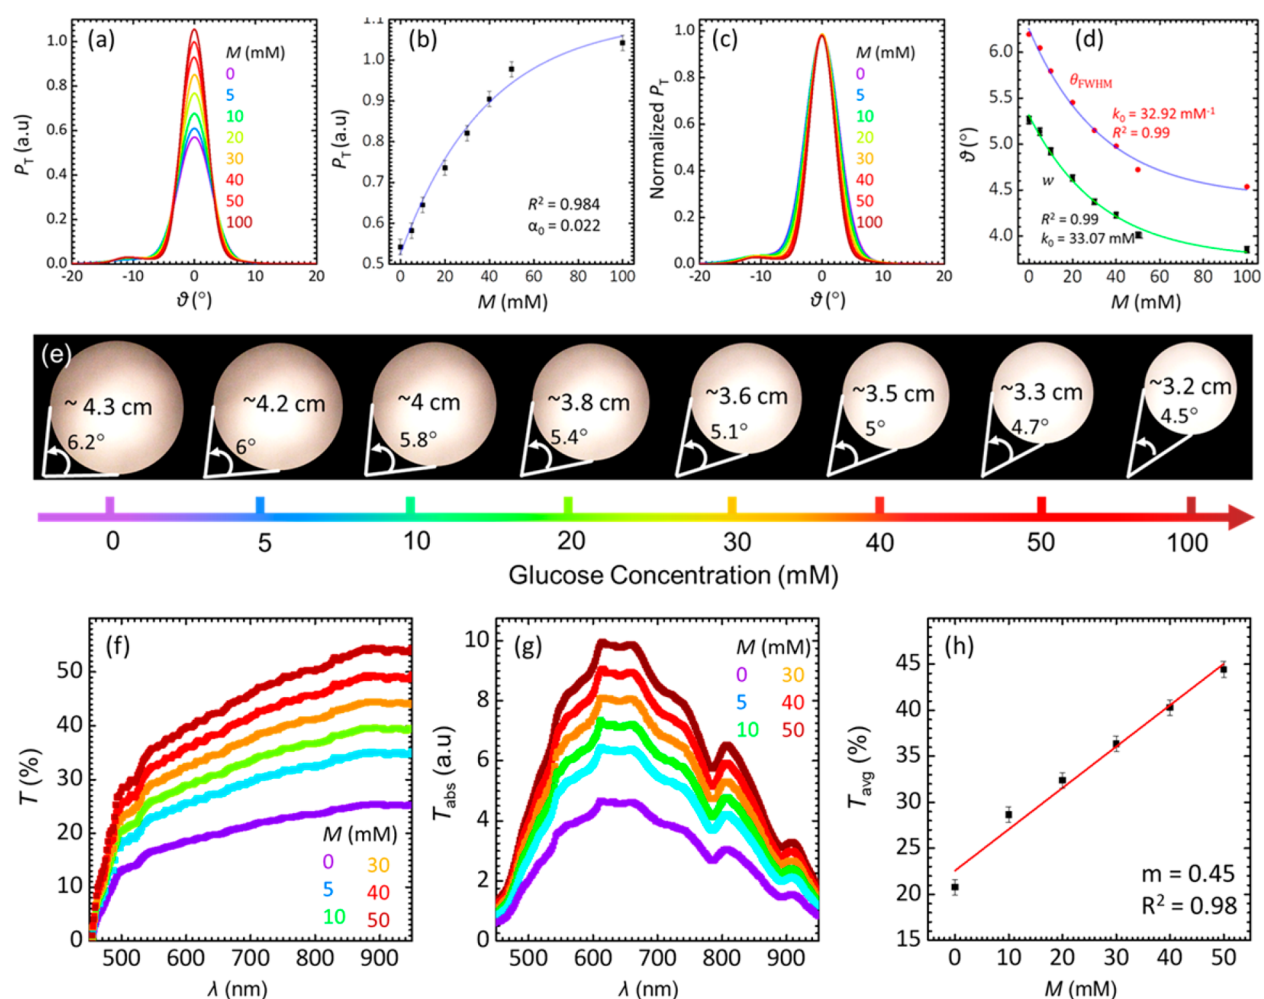 (a)
M (mM)
0
5
10
20
30
40
50
100
P_T (a.u)
1.0
0.8
0.6
0.4
0.2
0.0
-20 -10 0 10 20
ϑ (°)
(b)
P_T (a.u)
1.0
0.9
0.8
0.7
0.6
0.5
R² = 0.984
α₀ = 0.022
0 20 40 60 80 100
M (mM)
(c)
M (mM)
0
5
10
20
30
40
50
100
Normalized P_T
1.0
0.8
0.6
0.4
0.2
0.0
-20 -10 0 10 20
ϑ (°)
(d)
ϑ (°)
6.0
5.5
5.0
4.5
4.0
θ_FWHM
k₀ = 32.92 mM⁻¹
R² = 0.99
w
R² = 0.99
k₀ = 33.07 mM
0 20 40 60 80 100
M (mM)
(e)
~ 4.3 cm ~4.2 cm ~4 cm ~3.8 cm ~3.6 cm ~3.5 cm ~3.3 cm ~3.2 cm
6.2° 6° 5.8° 5.4° 5.1° 5° 4.7° 4.5°
0 5 10 20 30 40 50 100
Glucose Concentration (mM)
(f)
T (%)
50
40
30
20
10
0
M (mM)
0 30
5 40
10 50
500 600 700 800 900
λ (nm)
(g)
T_abs (a.u)
10
8
6
4
2
0
M (mM)
0 30
5 40
10 50
500 600 700 800 900
λ (nm)
(h)
T_avg (%)
45
40
35
30
25
20
15
m = 0.45
R² = 0.98
0 10 20 30 40 50
M (mM)